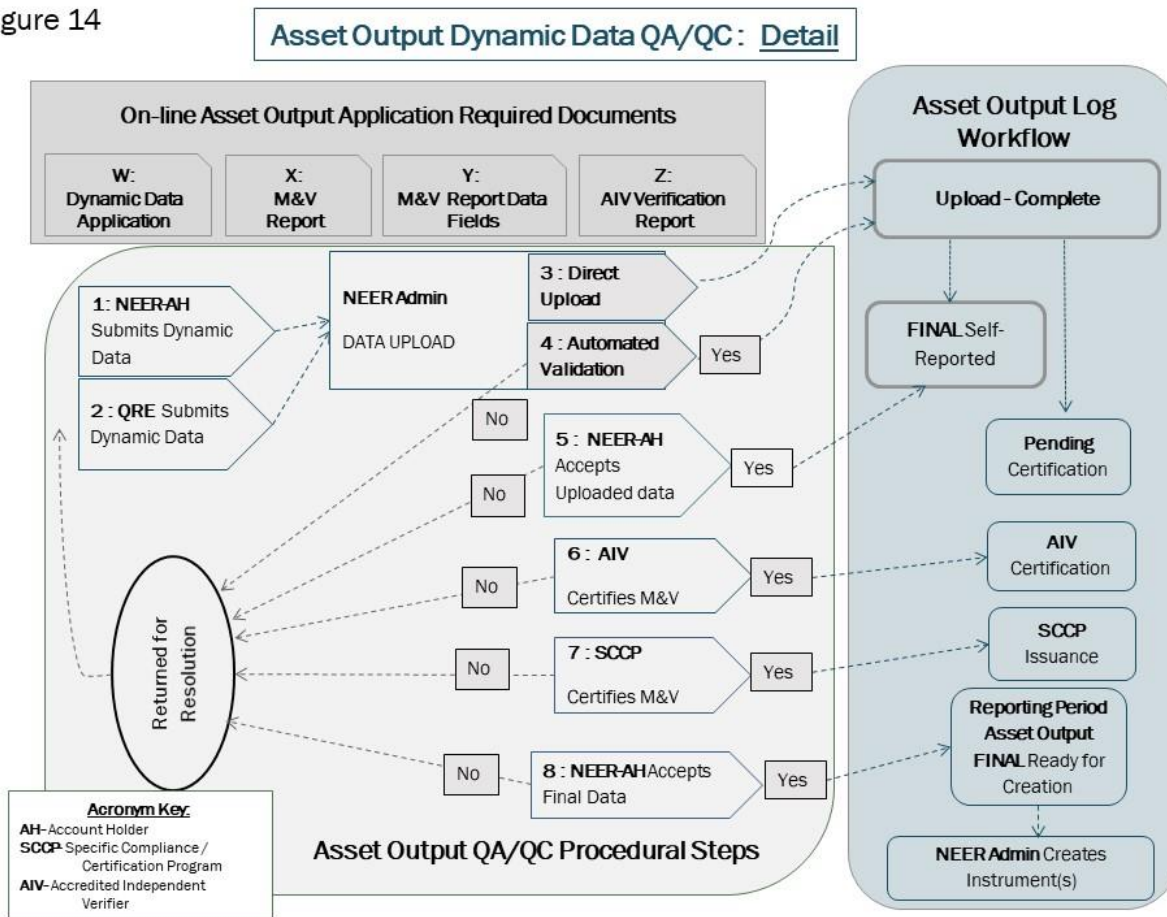 gure 14
Asset Output Dynamic Data QA/QC: Detail
On-line Asset Output Application Required Documents
W:
Dynamic Data
Application
X:
M&V
Report
Y:
M&V Report Data
Fields
Z:
AIV Verification
Report
1: NEER-AH
Submits Dynamic
Data
2: QRE Submits
Dynamic Data
NEER Admin
DATA UPLOAD
3: Direct
Upload
4: Automated
Validation
Yes
No
5: NEER-AH
Accepts
Uploaded data
Yes
No
6: AIV
Certifies M&V
Yes
No
7: SCCP
Certifies M&V
Yes
No
8: NEER-AH Accepts
Final Data
Yes
No
Returned for
Resolution
Asset Output QA/QC Procedural Steps
Acronym Key:
AH-Account Holder
SCCP-Specific Compliance /
Certification Program
AIV-Accredited Independent
Verifier
Asset Output Log
Workflow
Upload - Complete
FINAL Self-
Reported
Pending
Certification
AIV
Certification
SCCP
Issuance
Reporting Period
Asset Output
FINAL Ready for
Creation
NEER Admin Creates
Instrument(s)